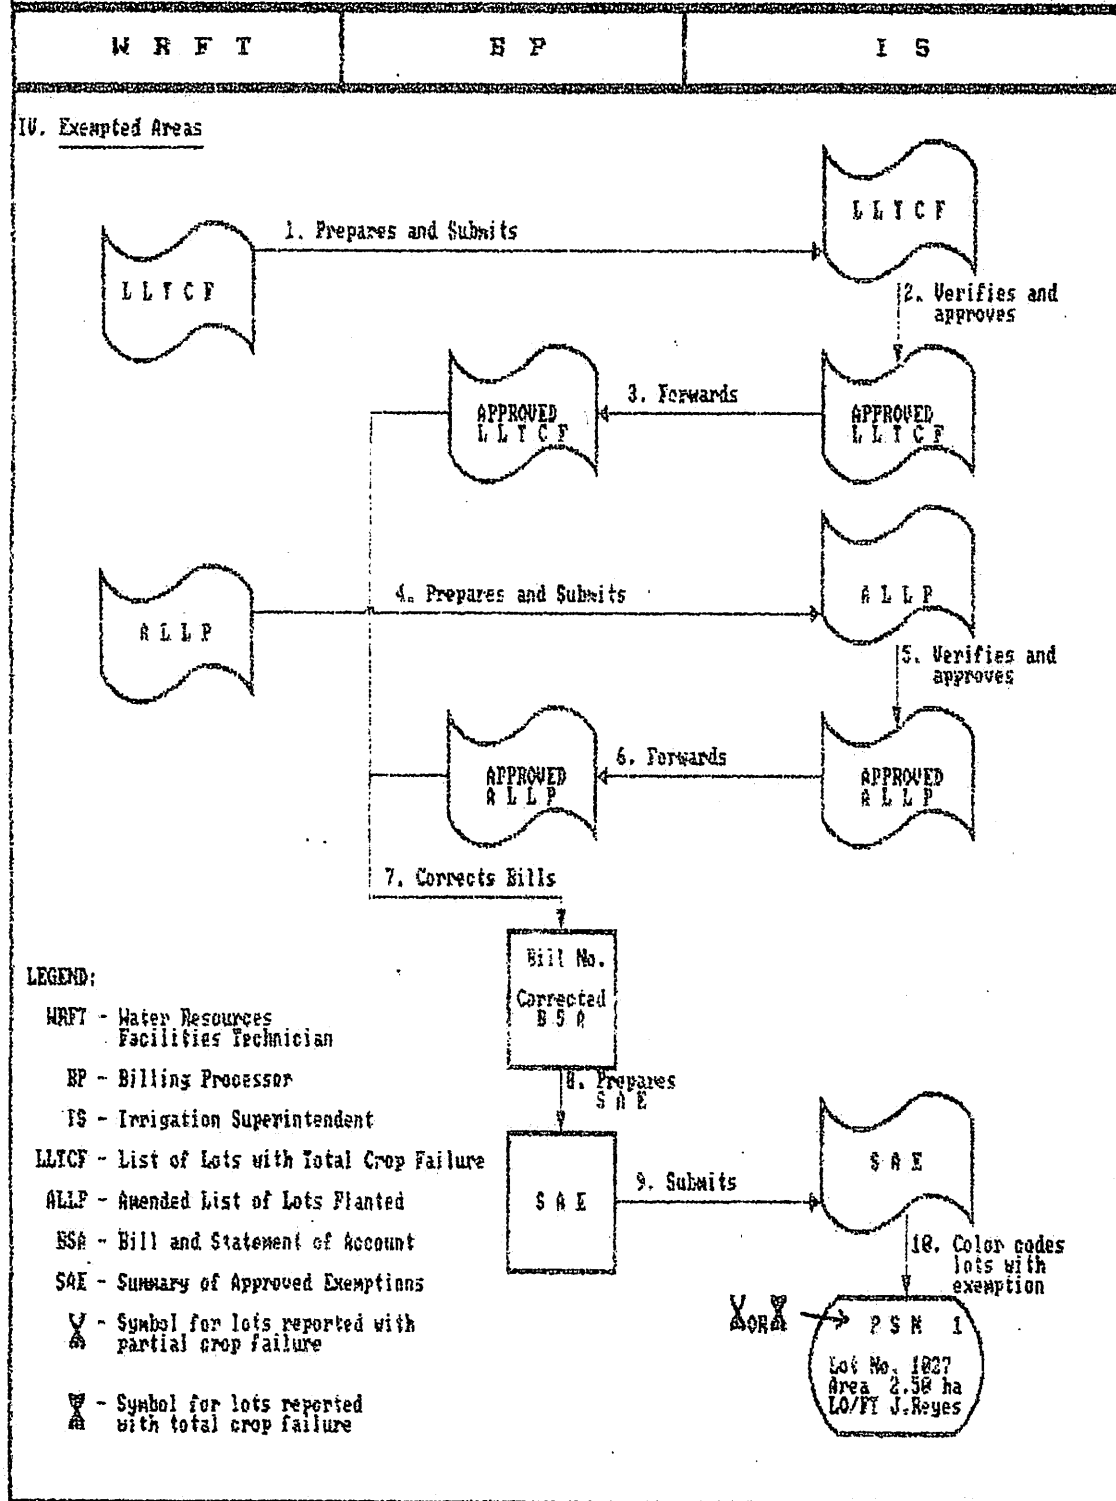 W R F T
B P
I S
IV. Exempted Areas
L L T C F
1. Prepares and Submits
L L T C F
2. Verifies and
approves
APPROVED
L L T C F
3. Forwards
APPROVED
L L T C F
A L L P
4. Prepares and Submits
A L L P
5. Verifies and
approves
APPROVED
A L L P
6. Forwards
APPROVED
A L L P
7. Corrects Bills
Bill No.
Corrected
B S A
8. Prepares
S A E
S A E
9. Submits
S A E
10. Color codes
lots with
exemption
OR
P S M 1
Lot No. 1027
Area 2.50 ha
LO/FT J.Reyes
LEGEND:
WRFT - Water Resources
Facilities Technician
BP - Billing Processor
IS - Irrigation Superintendent
LLTCF - List of Lots with Total Crop Failure
ALLP - Amended List of Lots Planted
BSA - Bill and Statement of Account
SAE - Summary of Approved Exemptions
- Symbol for lots reported with
partial crop failure
- Symbol for lots reported
with total crop failure